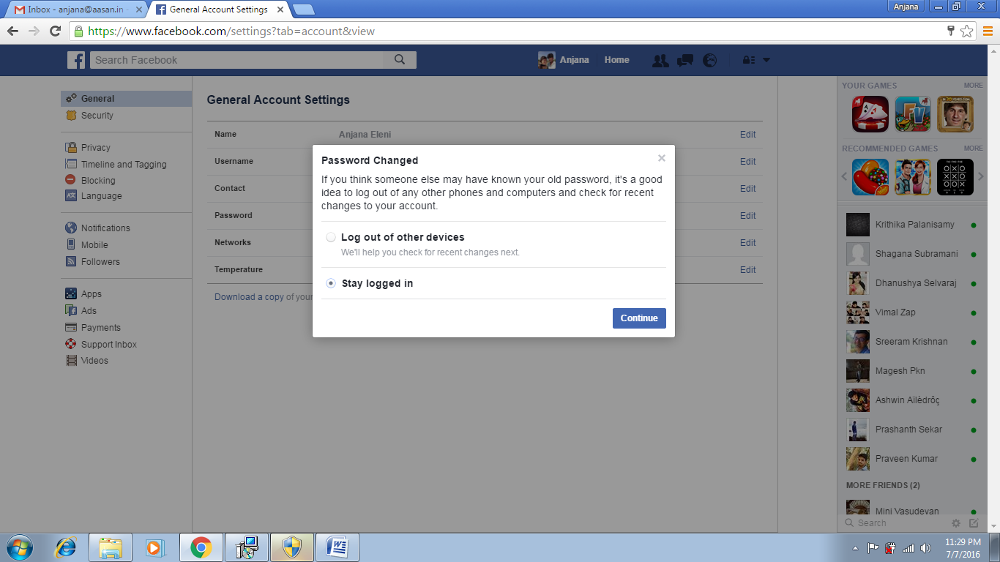 Inbox - anjana@aasan.in -
General Account Settings
Anjana
https://www.facebook.com/settings?tab=account&view
Search Facebook
Anjana
Home
General
Security
Privacy
Timeline and Tagging
Blocking
Language
Notifications
Mobile
Followers
Apps
Ads
Payments
Support Inbox
Videos
General Account Settings
Name Anjana Eleni Edit
Username Edit
Contact Edit
Password Edit
Networks Edit
Temperature Edit
Download a copy of your
Password Changed
If you think someone else may have known your old password, it's a good
idea to log out of any other phones and computers and check for recent
changes to your account.
Log out of other devices
We'll help you check for recent changes next.
Stay logged in
Continue
YOUR GAMES MORE
RECOMMENDED GAMES MORE
Krithika Palanisamy
Shagana Subramani
Dhanushya Selvaraj
Vimal Zap
Sreeram Krishnan
Magesh Pkn
Ashwin Aïlèdrôç
Prashanth Sekar
Praveen Kumar
MORE FRIENDS (2)
Mini Vasudevan
Search
11:29 PM
7/7/2016